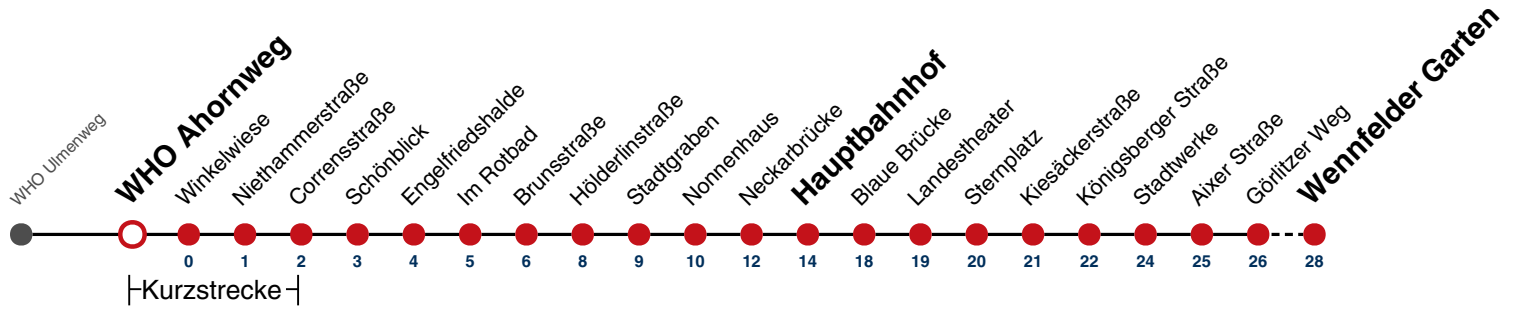 WHO Ulmenweg
WHO Ahornweg
Winkelwiese
Niethammerstraße
Corrensstraße
Schönblick
Engelfriedshalde
Im Rotbad
Brunsstraße
Hölderlinstraße
Stadtgraben
Nonnenhaus
Neckarbrücke
Hauptbahnhof
Blaue Brücke
Landestheater
Sternplatz
Kiesäckerstraße
Königsberger Straße
Stadtwerke
Aixer Straße
Görlitzer Weg
Wennfelder Garten
0 1 2 3 4 5 6 8 9 10 12 14 18 19 20 21 22 24 25 26 28
Kurzstrecke